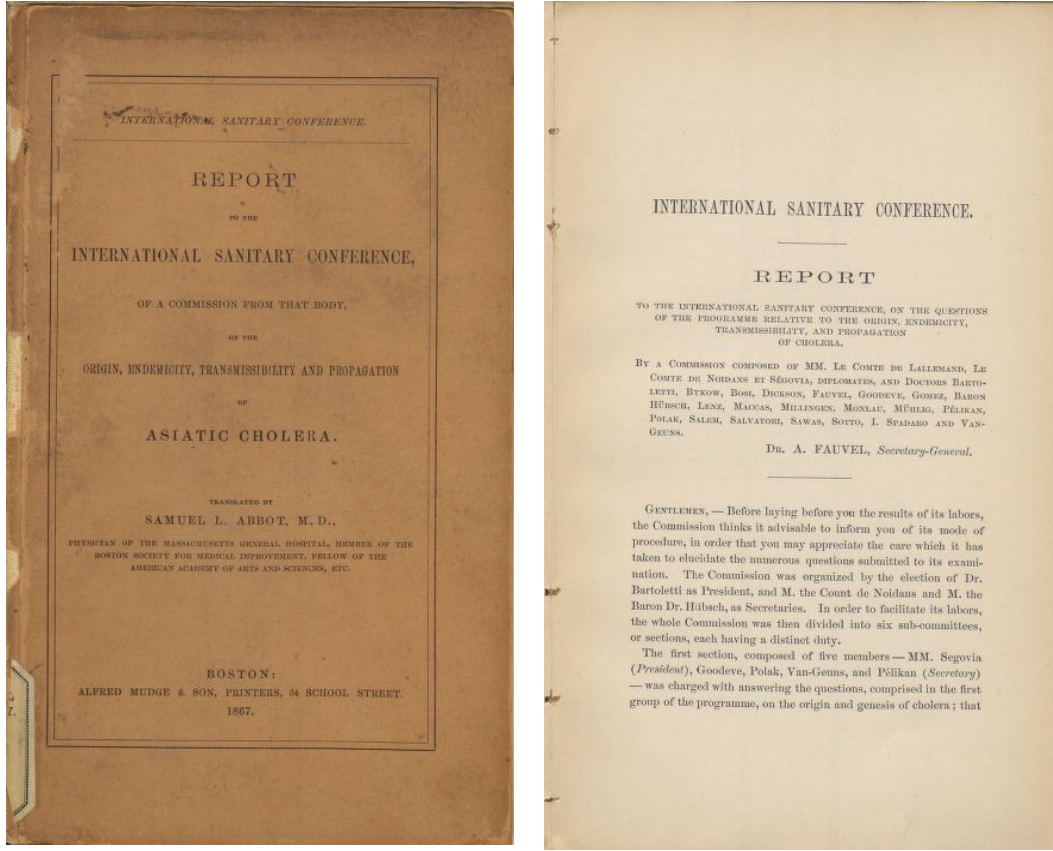 INTERNATIONAL SANITARY CONFERENCE.
REPORT
TO THE
INTERNATIONAL SANITARY CONFERENCE,
OF A COMMISSION FROM THAT BODY,
ON THE
ORIGIN, ENDEMICITY, TRANSMISSIBILITY AND PROPAGATION
OF
ASIATIC CHOLERA.
TRANSLATED BY
SAMUEL L. ABBOT, M.D.,
PHYSICIAN OF THE MASSACHUSETTS GENERAL HOSPITAL, MEMBER OF THE
BOSTON SOCIETY FOR MEDICAL IMPROVEMENT, FELLOW OF THE
AMERICAN ACADEMY OF ARTS AND SCIENCES, ETC.
BOSTON:
ALFRED MUDGE & SON, PRINTERS, 34 SCHOOL STREET.
1867.
INTERNATIONAL SANITARY CONFERENCE.
REPORT
TO THE INTERNATIONAL SANITARY CONFERENCE, ON THE QUESTIONS
OF THE PROGRAMME RELATIVE TO THE ORIGIN, ENDEMICITY,
TRANSMISSIBILITY, AND PROPAGATION
OF CHOLERA.
BY A COMMISSION COMPOSED OF MM. LE COMTE DE LALLEMAND, LE
COMTE DE NOIDANS ET SÉGOVIA, DIPLOMATES, AND DOCTORS BARTO-
LETTI, BYKOW, BOSI, DICKSON, FAUVEL, GOODEVE, GOMEZ, BARON
HÜBSCH, LENZ, MACCAS, MILLINGEN, MONLAU, MÜHLIG, PÉLIKAN,
POLAK, SALEM, SALVATORI, SAWAS, SOTTO, I. SPADARO AND VAN-
GEUNS.
DR. A. FAUVEL, Secretary-General.
GENTLEMEN, — Before laying before you the results of its labors,
the Commission thinks it advisable to inform you of its mode of
procedure, in order that you may appreciate the care which it has
taken to elucidate the numerous questions submitted to its exami-
nation. The Commission was organized by the election of Dr.
Bartoletti as President, and M. the Count de Noidans and M. the
Baron Dr. Hübsch, as Secretaries. In order to facilitate its labors,
the whole Commission was then divided into six sub-committees,
or sections, each having a distinct duty.
The first section, composed of five members — MM. Segovia
(President), Goodeve, Polak, Van-Geuns, and Pélikan (Secretary)
— was charged with answering the questions, comprised in the first
group of the programme, on the origin and genesis of cholera ; that